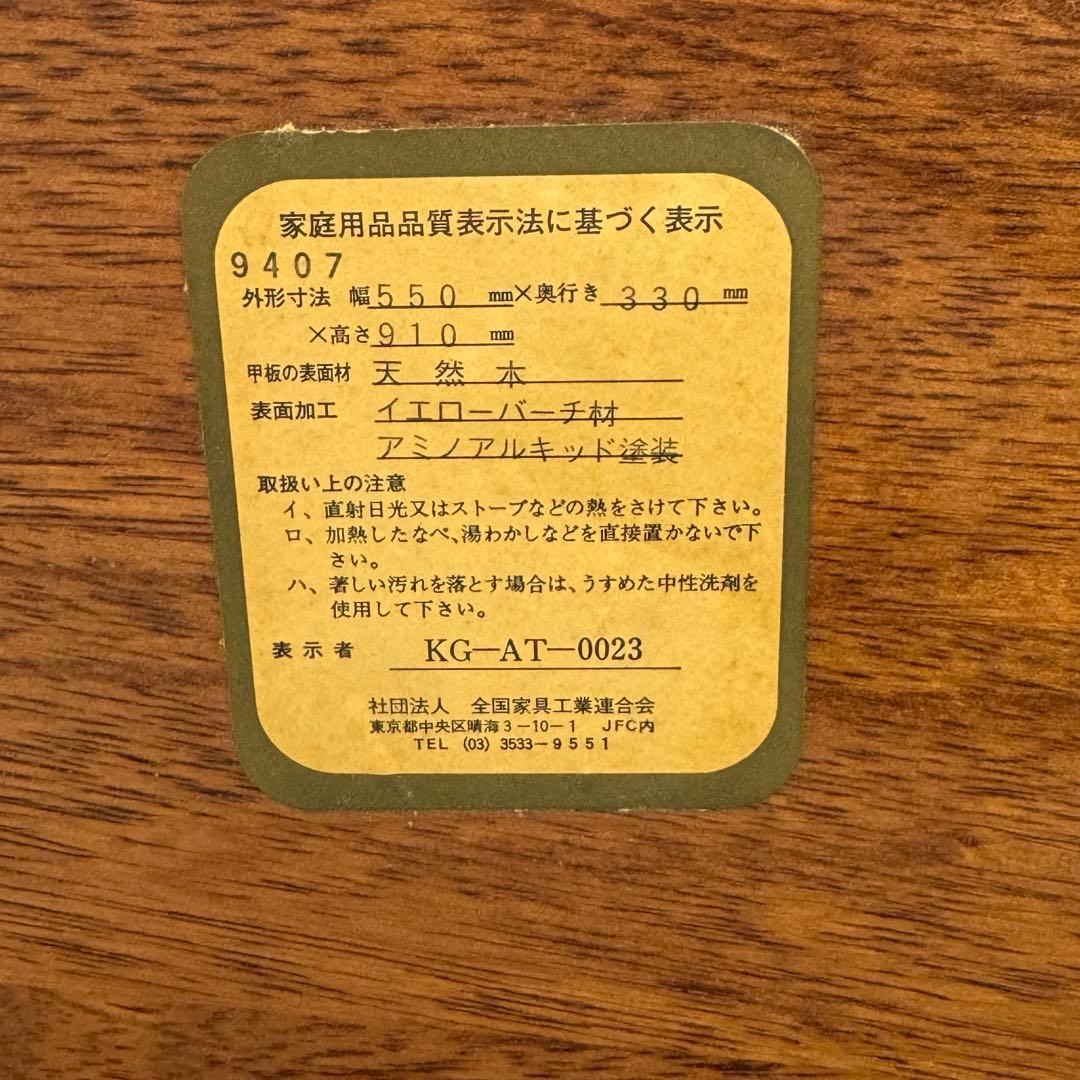 家庭用品品質表示法に基づく表示
9407
外形寸法 幅550 mm×奥行き 330 mm
×高さ910 mm
甲板の表面材 天然木
表面加工 イエローバーチ材
アミノアルキッド塗装
取扱い上の注意
イ、直射日光又はストーブなどの熱をさけて下さい。
ロ、加熱したなべ、湯わかしなどを直接置かないで下
さい。
ハ、著しい汚れを落とす場合は、うすめた中性洗剤を
使用して下さい。
表示者 KG—AT—0023
社団法人 全国家具工業連合会
東京都中央区晴海3-10-1 JFC内
TEL (03) 3533-9551